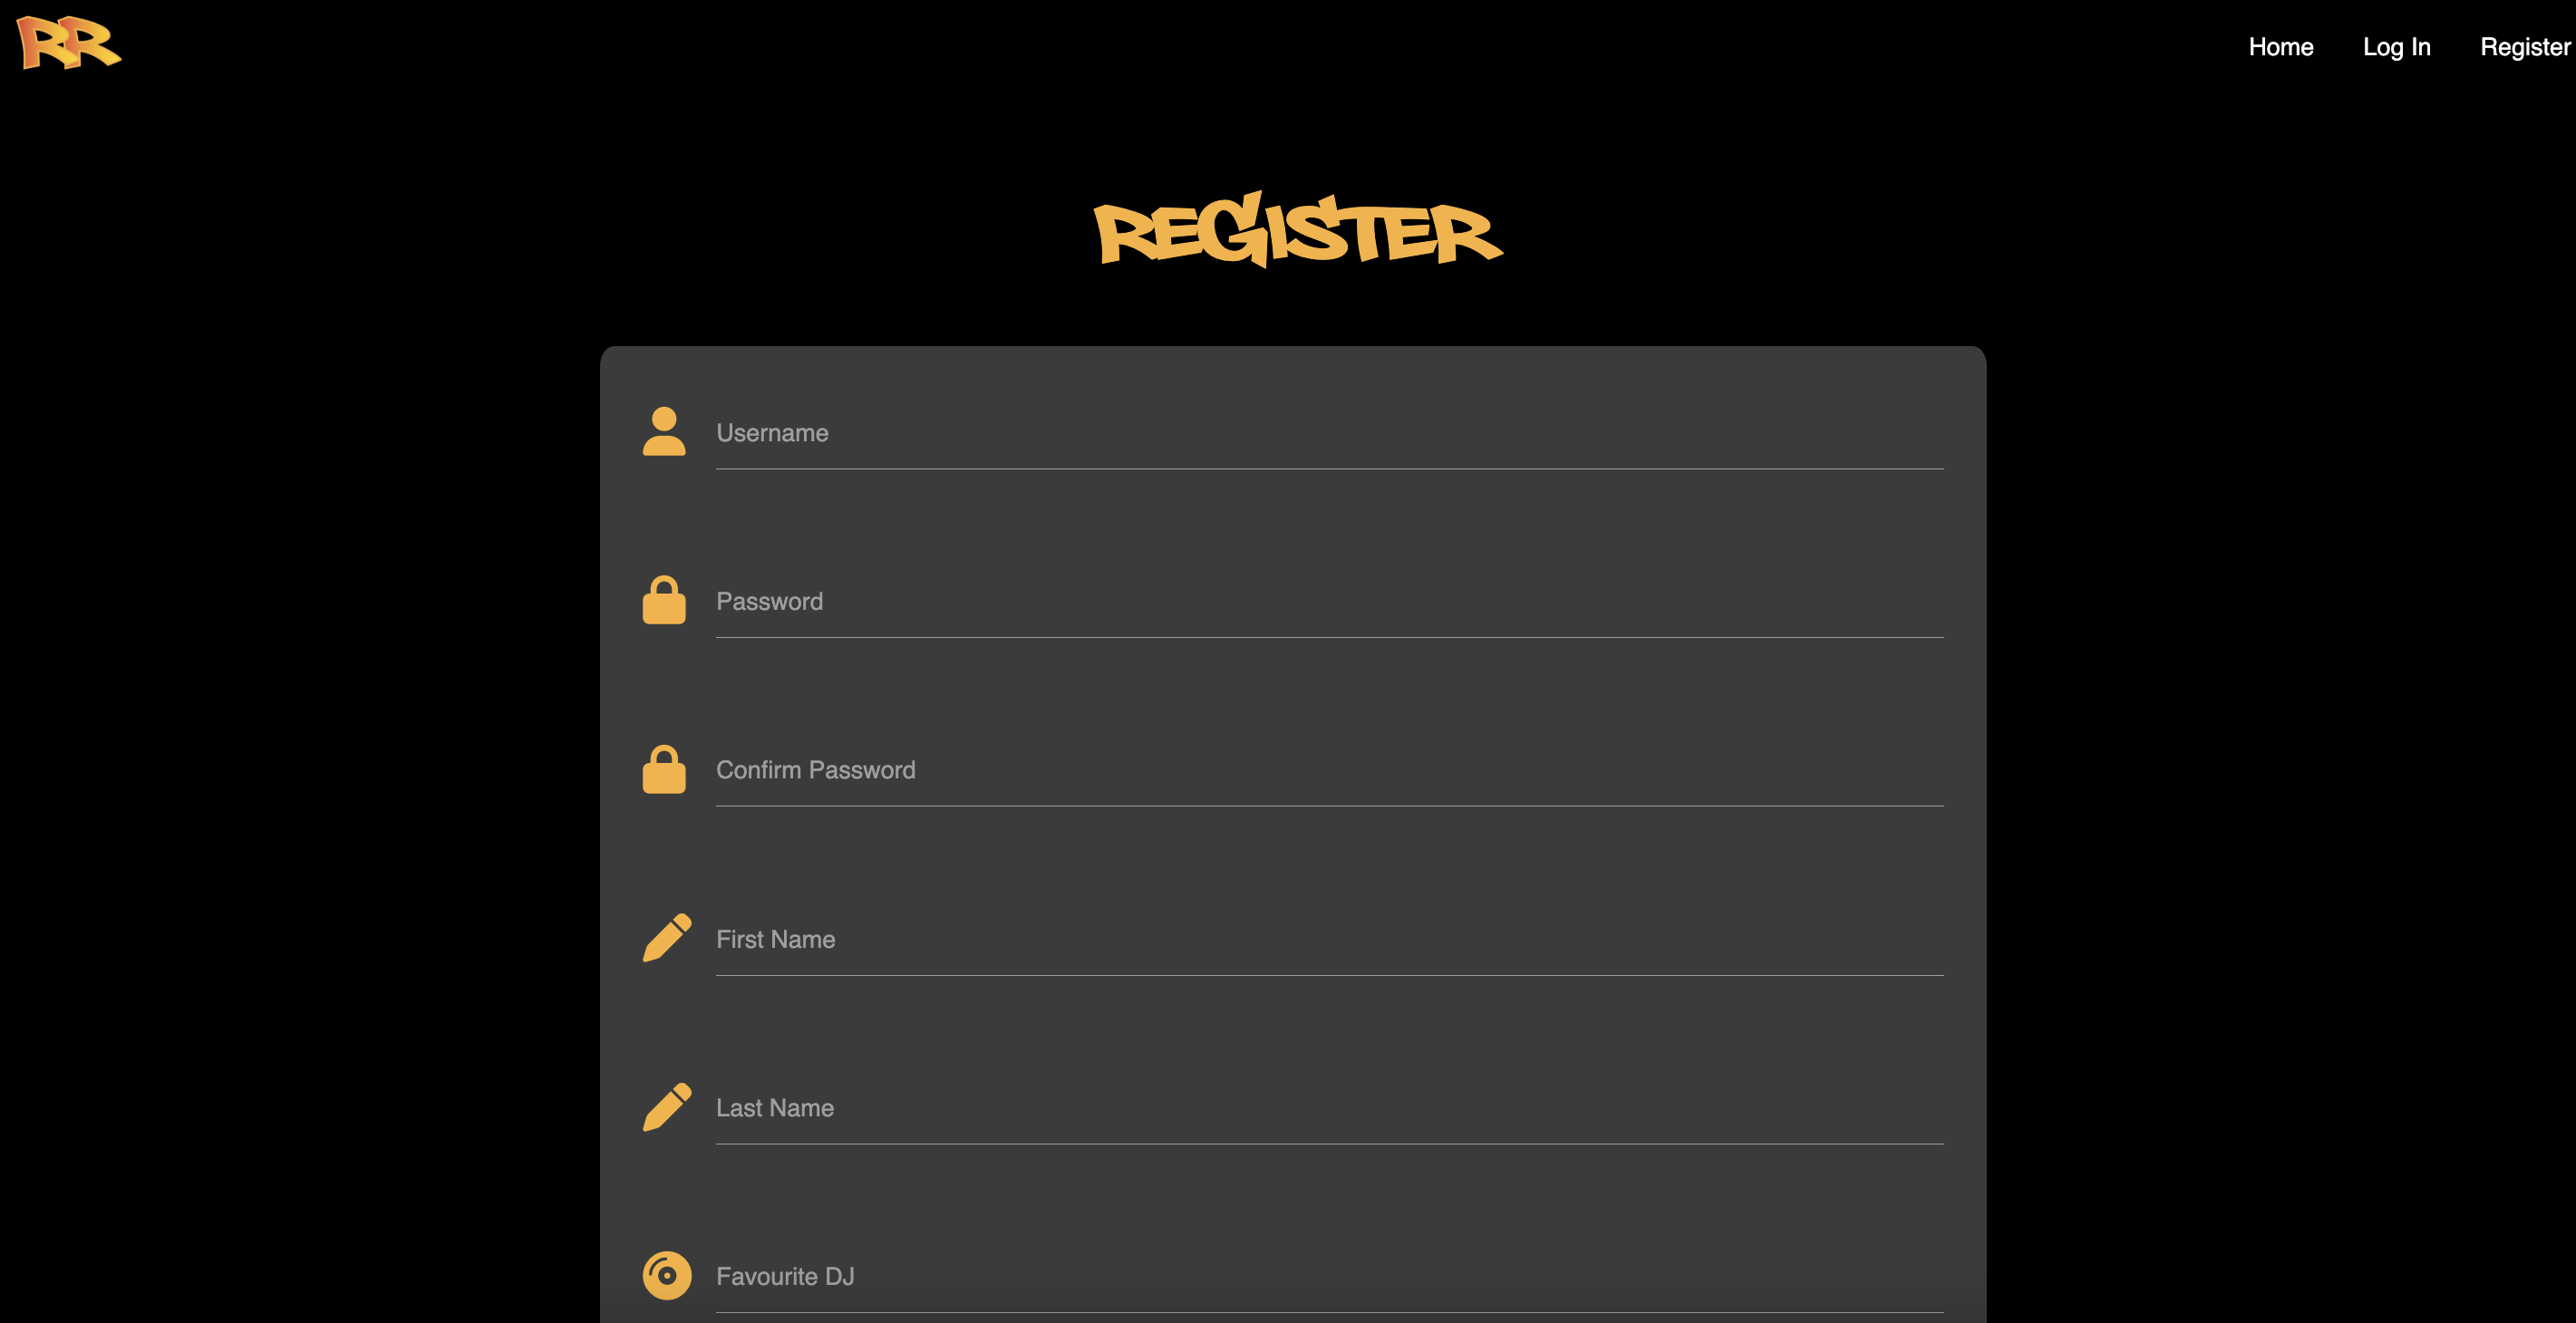 RR
Home Log In Register
REGISTER
Username
Password
Confirm Password
First Name
Last Name
Favourite DJ